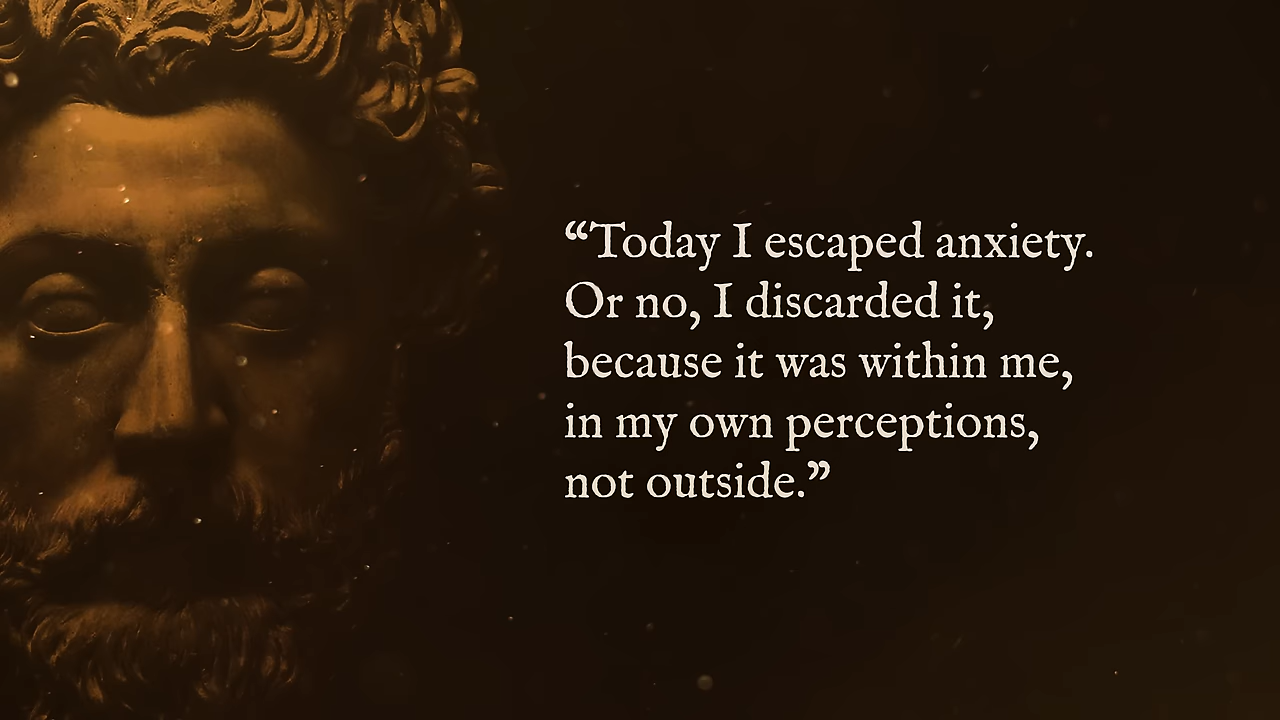 “Today I escaped anxiety.
Or no, I discarded it,
because it was within me,
in my own perceptions,
not outside.”